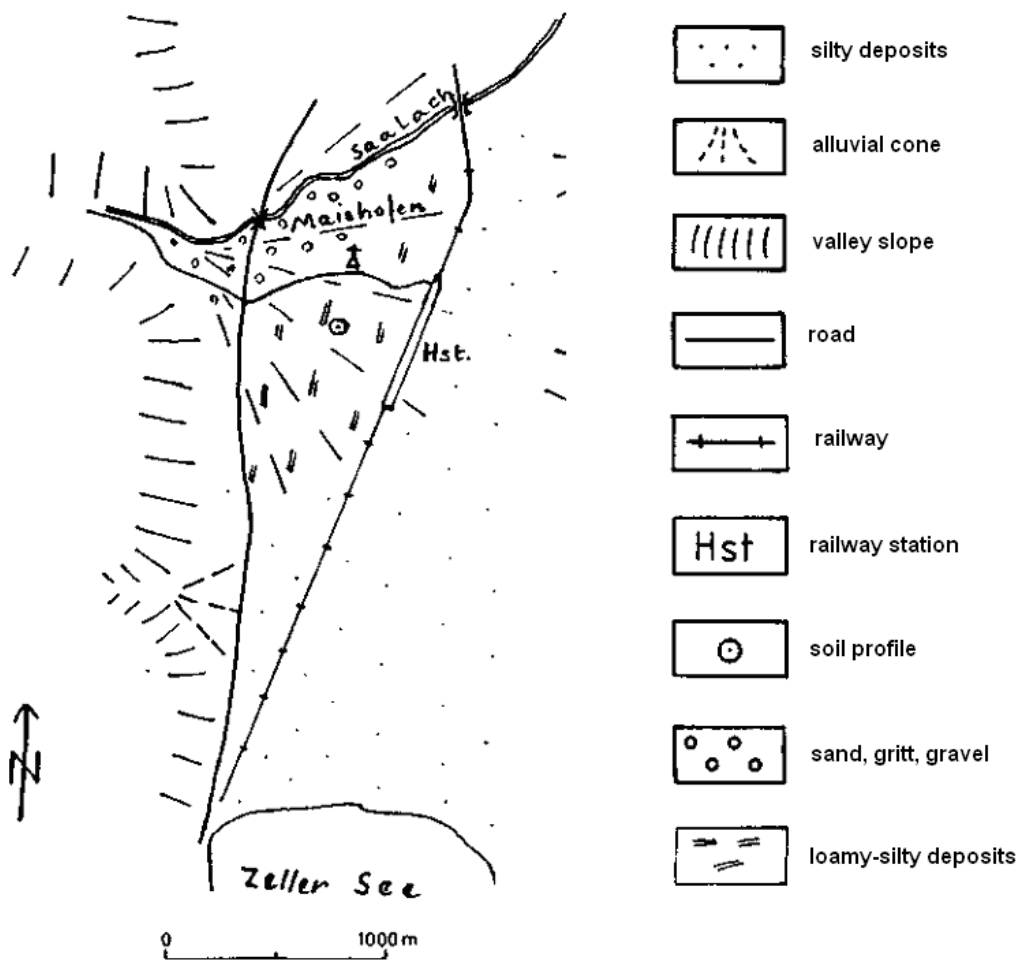 Saalach
Maishofen
Hst.
N
Zeller See
0 1000 m
silty deposits
alluvial cone
valley slope
road
railway
Hst
railway station
soil profile
sand, gritt, gravel
loamy-silty deposits